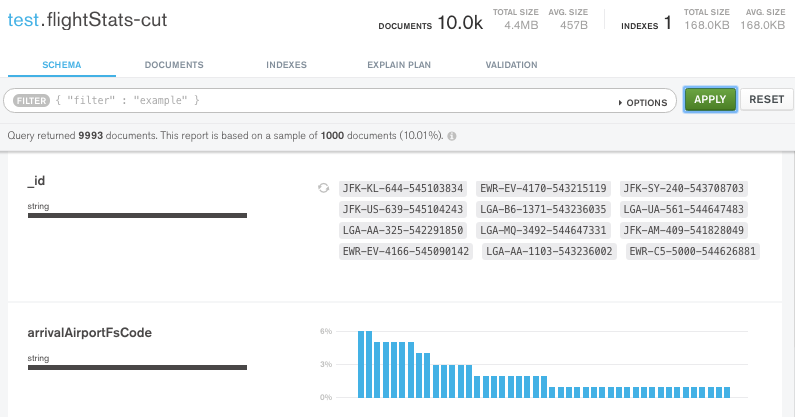 test.flightStats-cut
DOCUMENTS 10.0k TOTAL SIZE 4.4MB AVG. SIZE 457B INDEXES 1 TOTAL SIZE 168.0KB AVG. SIZE 168.0KB
SCHEMA DOCUMENTS INDEXES EXPLAIN PLAN VALIDATION
FILTER { "filter" : "example" } OPTIONS APPLY RESET
Query returned 9993 documents. This report is based on a sample of 1000 documents (10.01%). i
_id
string
JFK-KL-644-545103834 EWR-EV-4170-543215119 JFK-SY-240-543708703
JFK-US-639-545104243 LGA-B6-1371-543236035 LGA-UA-561-544647483
LGA-AA-325-542291850 LGA-MQ-3492-544647331 JFK-AM-409-541828049
EWR-EV-4166-545090142 LGA-AA-1103-543236002 EWR-C5-5000-544626881
arrivalAirportFsCode
string
6%
3%
0%